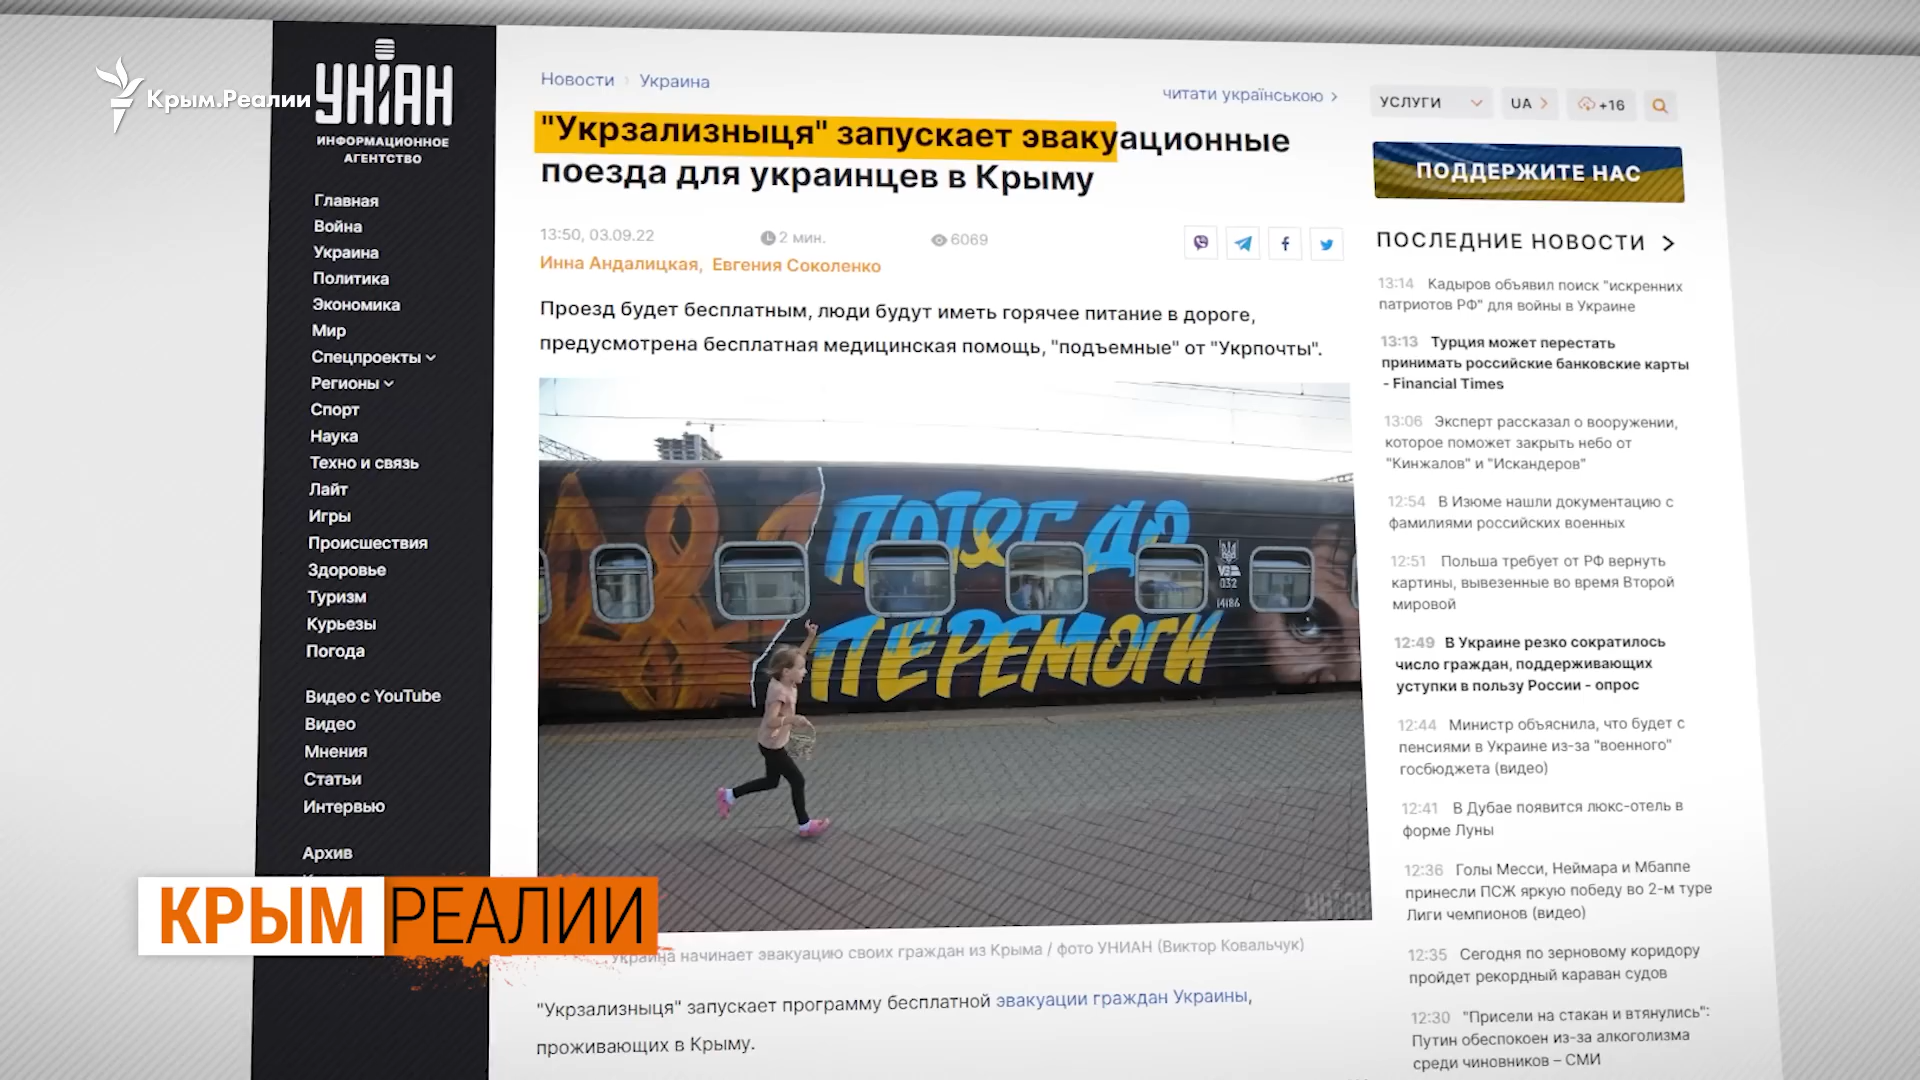 Крым.Реалии
УНІАН
ИНФОРМАЦИОННОЕ
АГЕНТСТВО
Главная
Война
Украина
Политика
Экономика
Мир
Спецпроекты
Регионы
Спорт
Наука
Техно и связь
Лайт
Игры
Происшествия
Здоровье
Туризм
Курьезы
Погода
Видео с YouTube
Видео
Мнения
Статьи
Интервью
Архив
Новости › Украина
читати українською >
"Укрзализныця" запускает эвакуационные
поезда для украинцев в Крыму
13:50, 03.09.22 2 мин. 6069
Инна Андалицкая, Евгения Соколенко
Проезд будет бесплатным, люди будут иметь горячее питание в дороге,
предусмотрена бесплатная медицинская помощь, "подъемные" от "Укрпочты".
ПОТЯГ ДО
ПЕРЕМОГИ
УЗ
032
14186
УНІАН
КРЫМ РЕАЛИИ
Украина начинает эвакуацию своих граждан из Крыма / фото УНИАН (Виктор Ковальчук)
"Укрзализныця" запускает программу бесплатной эвакуации граждан Украины,
проживающих в Крыму.
УСЛУГИ UA +16
ПОДДЕРЖИТЕ НАС
ПОСЛЕДНИЕ НОВОСТИ >
13:14 Кадыров объявил поиск "искренних
патриотов РФ" для войны в Украине
13:13 Турция может перестать
принимать российские банковские карты
- Financial Times
13:06 Эксперт рассказал о вооружении,
которое поможет закрыть небо от
"Кинжалов" и "Искандеров"
12:54 В Изюме нашли документацию с
фамилиями российских военных
12:51 Польша требует от РФ вернуть
картины, вывезенные во время Второй
мировой
12:49 В Украине резко сократилось
число граждан, поддерживающих
уступки в пользу России - опрос
12:44 Министр объяснила, что будет с
пенсиями в Украине из-за "военного"
госбюджета (видео)
12:41 В Дубае появится люкс-отель в
форме Луны
12:36 Голы Месси, Неймара и Мбаппе
принесли ПСЖ яркую победу во 2-м туре
Лиги чемпионов (видео)
12:35 Сегодня по зерновому коридору
пройдет рекордный караван судов
12:30 "Присели на стакан и втянулись":
Путин обеспокоен из-за алкоголизма
среди чиновников – СМИ